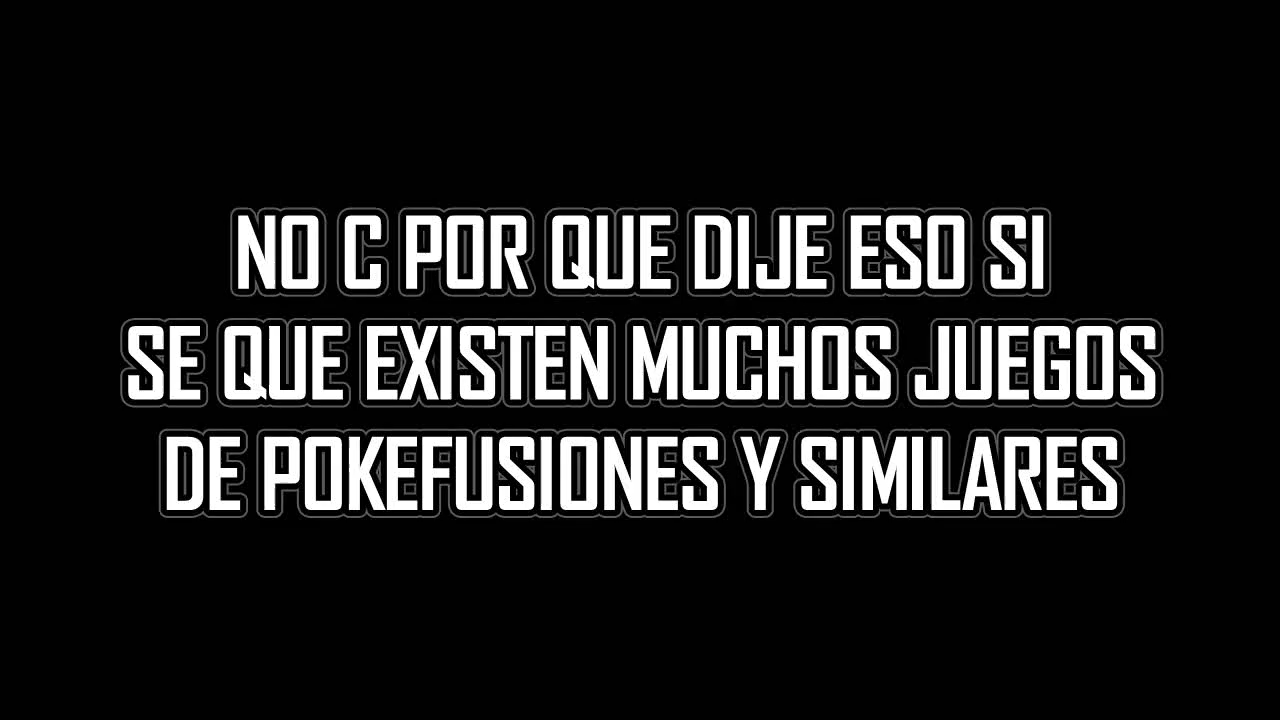 NO C POR QUE DIJE ESO SI
SE QUE EXISTEN MUCHOS JUEGOS
DE POKEFUSIONES Y SIMILARES